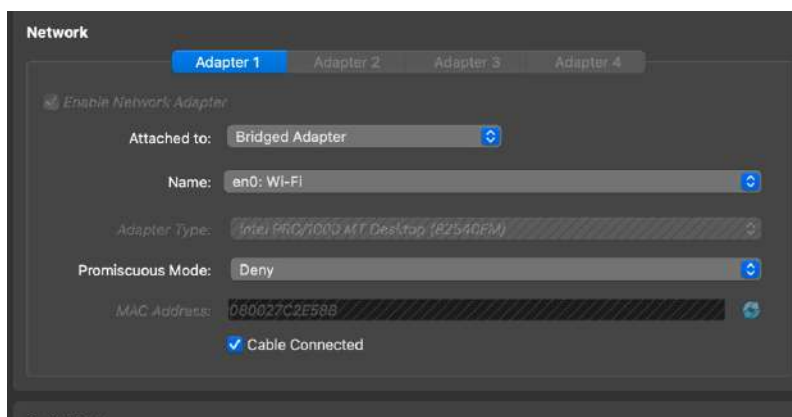 Network
Adapter 1 Adapter 2 Adapter 3 Adapter 4
Enable Network Adapter
Attached to: Bridged Adapter
Name: en0: Wi-Fi
Adapter Type: Intel PRO/1000 MT Desktop (82540EM)
Promiscuous Mode: Deny
MAC Address: 080027C2E58B
Cable Connected